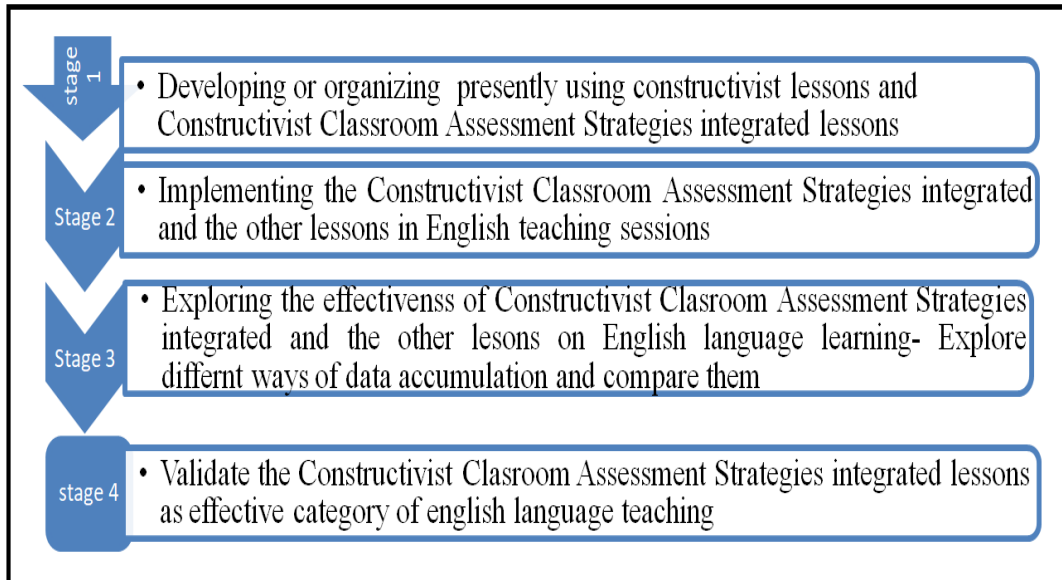 stage 1
• Developing or organizing presently using constructivist lessons and
Constructivist Classroom Assessment Strategies integrated lessons
Stage 2
• Implementing the Constructivist Classroom Assessment Strategies integrated
and the other lessons in English teaching sessions
Stage 3
• Exploring the effectivenss of Constructivist Clasroom Assessment Strategies
integrated and the other lesons on English language learning- Explore
differnt ways of data accumulation and compare them
stage 4
• Validate the Constructivist Clasroom Assessment Strategies integrated lessons
as effective category of english language teaching